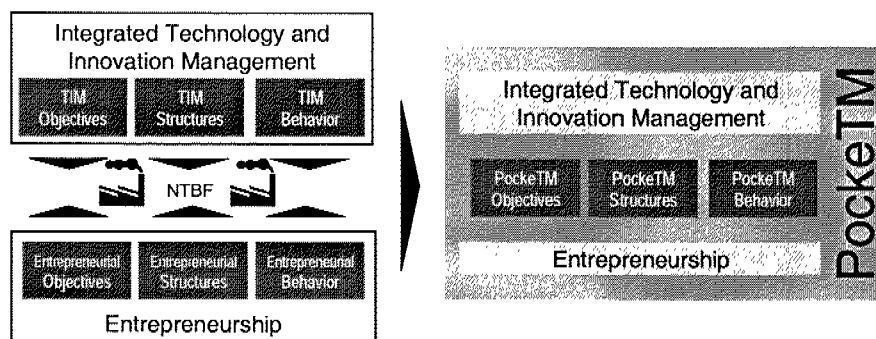 Integrated Technology and
Innovation Management
TIM
Objectives
TIM
Structures
TIM
Behavior
NTBF
Entrepreneurial
Objectives
Entrepreneurial
Structures
Entrepreneurial
Behavior
Entrepreneurship
Integrated Technology and
Innovation Management
PockeTM
Objectives
PockeTM
Structures
PockeTM
Behavior
Entrepreneurship
PockeTM